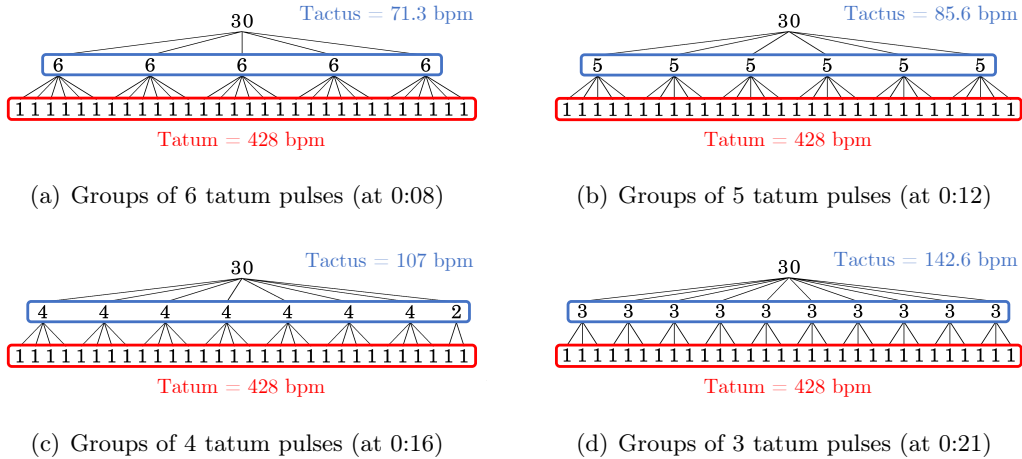 Tactus = 71.3 bpm
30
6 6 6 6 6
1 1 1 1 1 1 1 1 1 1 1 1 1 1 1 1 1 1 1 1 1 1 1 1 1 1 1 1 1 1
Tatum = 428 bpm
(a) Groups of 6 tatum pulses (at 0:08)
Tactus = 85.6 bpm
30
5 5 5 5 5 5
1 1 1 1 1 1 1 1 1 1 1 1 1 1 1 1 1 1 1 1 1 1 1 1 1 1 1 1 1 1
Tatum = 428 bpm
(b) Groups of 5 tatum pulses (at 0:12)
Tactus = 107 bpm
30
4 4 4 4 4 4 4 2
1 1 1 1 1 1 1 1 1 1 1 1 1 1 1 1 1 1 1 1 1 1 1 1 1 1 1 1 1 1
Tatum = 428 bpm
(c) Groups of 4 tatum pulses (at 0:16)
Tactus = 142.6 bpm
30
3 3 3 3 3 3 3 3 3 3
1 1 1 1 1 1 1 1 1 1 1 1 1 1 1 1 1 1 1 1 1 1 1 1 1 1 1 1 1 1
Tatum = 428 bpm
(d) Groups of 3 tatum pulses (at 0:21)